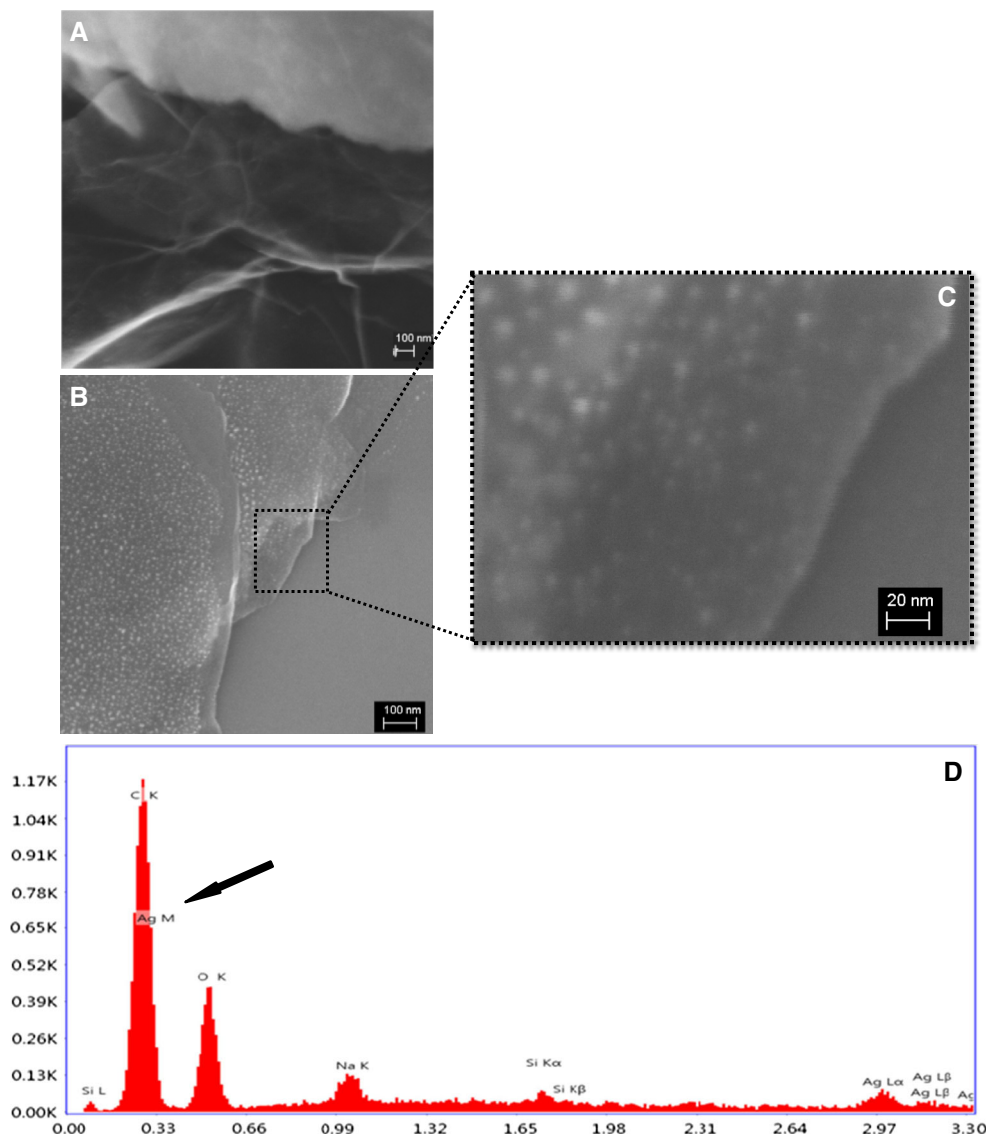 A
100 nm
B
100 nm
C
20 nm
D
1.17K
1.04K
0.91K
0.78K
0.65K
0.52K
0.39K
0.26K
0.13K
0.00K
C K
Ag M
O K
Si L
Na K
Si Kα
Si Kβ
Ag Lα
Ag Lβ
Ag Lβ
Ag
0.00 0.33 0.66 0.99 1.32 1.65 1.98 2.31 2.64 2.97 3.30